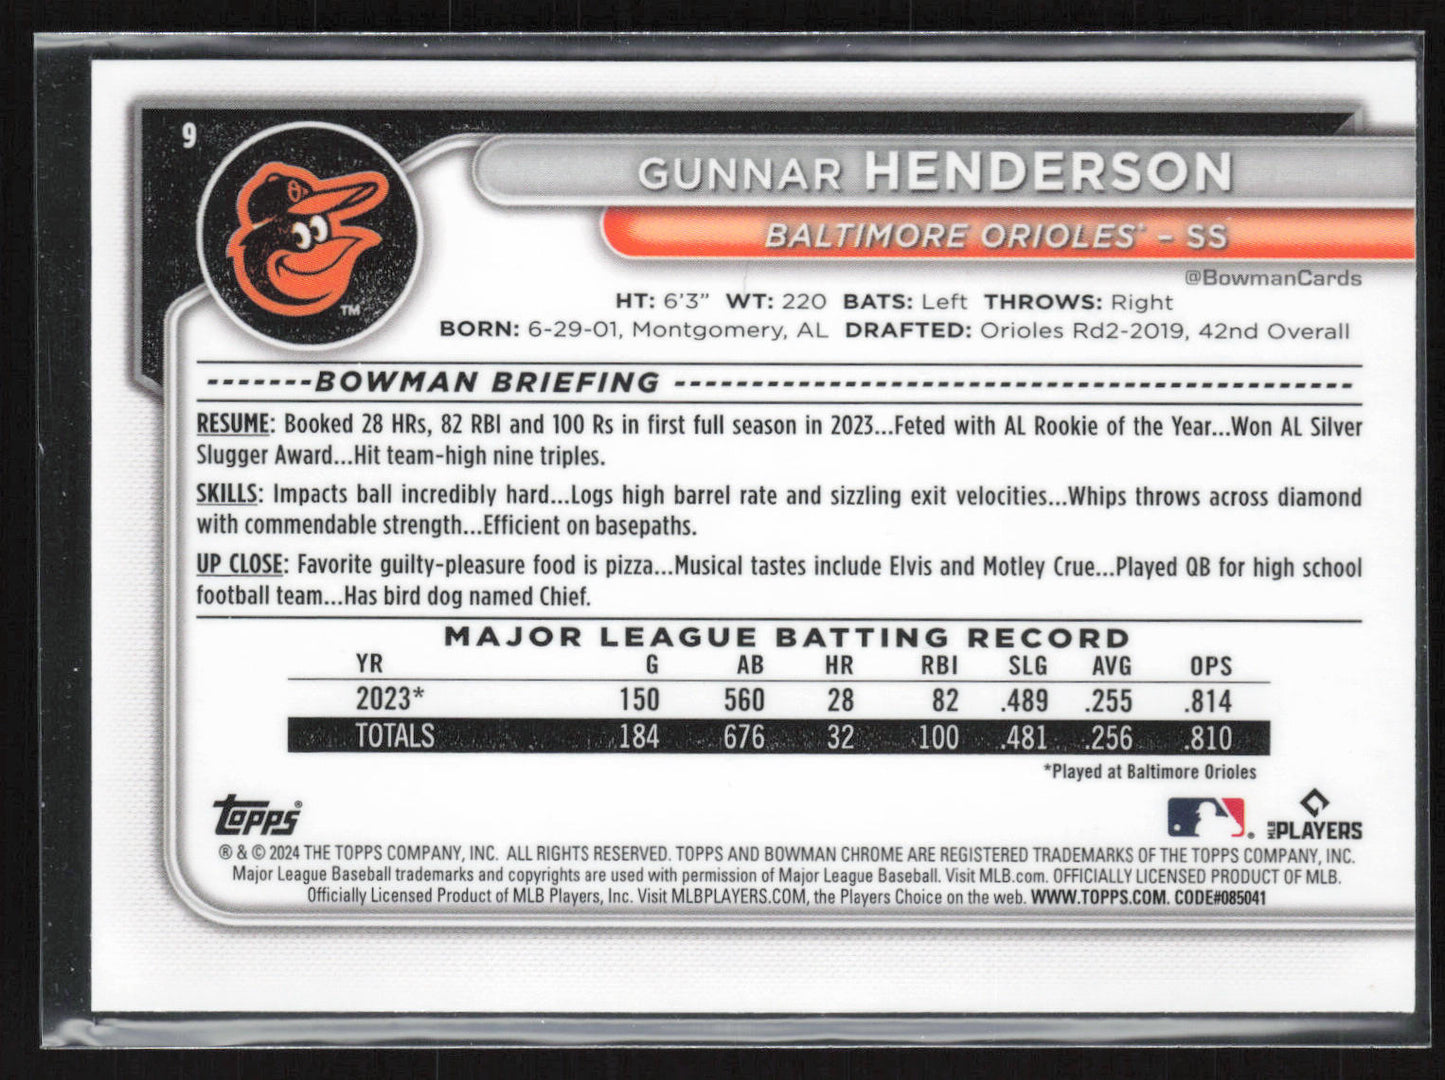 9
GUNNAR HENDERSON
BALTIMORE ORIOLES - SS
@BowmanCards
HT: 6'3" WT: 220 BATS: Left THROWS: Right
BORN: 6-29-01, Montgomery, AL DRAFTED: Orioles Rd2-2019, 42nd Overall
TM
-------BOWMAN BRIEFING --------------------------------------------
RESUME: Booked 28 HRs, 82 RBI and 100 Rs in first full season in 2023...Feted with AL Rookie of the Year...Won AL Silver
Slugger Award...Hit team-high nine triples.
SKILLS: Impacts ball incredibly hard...Logs high barrel rate and sizzling exit velocities...Whips throws across diamond
with commendable strength...Efficient on basepaths.
UP CLOSE: Favorite guilty-pleasure food is pizza...Musical tastes include Elvis and Motley Crue...Played QB for high school
football team...Has bird dog named Chief.
MAJOR LEAGUE BATTING RECORD
YR G AB HR RBI SLG AVG OPS
2023* 150 560 28 82 .489 .255 .814
TOTALS 184 676 32 100 .481 .256 .810
*Played at Baltimore Orioles
Topps®
MLB PLAYERS
® & © 2024 THE TOPPS COMPANY, INC. ALL RIGHTS RESERVED. TOPPS AND BOWMAN CHROME ARE REGISTERED TRADEMARKS OF THE TOPPS COMPANY, INC.
Major League Baseball trademarks and copyrights are used with permission of Major League Baseball. Visit MLB.com. OFFICIALLY LICENSED PRODUCT OF MLB.
Officially Licensed Product of MLB Players, Inc. Visit MLBPLAYERS.COM, the Players Choice on the web. WWW.TOPPS.COM. CODE#085041